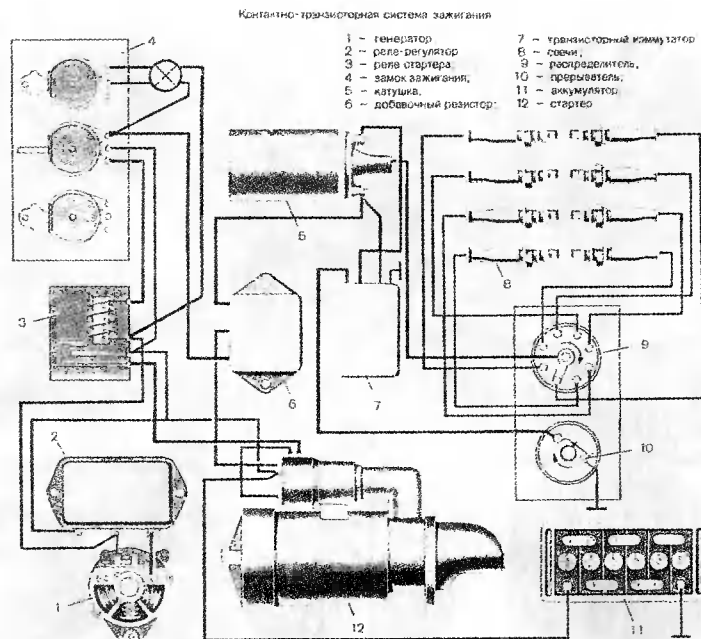 Контактно-транзисторная система зажигания
1 - генератор
2 - реле-регулятор
3 - реле стартера;
4 - замок зажигания;
5 - катушка,
6 - добавочный резистор;
7 - транзисторный коммутатор
8 - свечи,
9 - распределитель,
10 - прерыватель,
11 - аккумулятор
12 - стартер
4
5
3
6
7
8
9
2
10
1
12
11